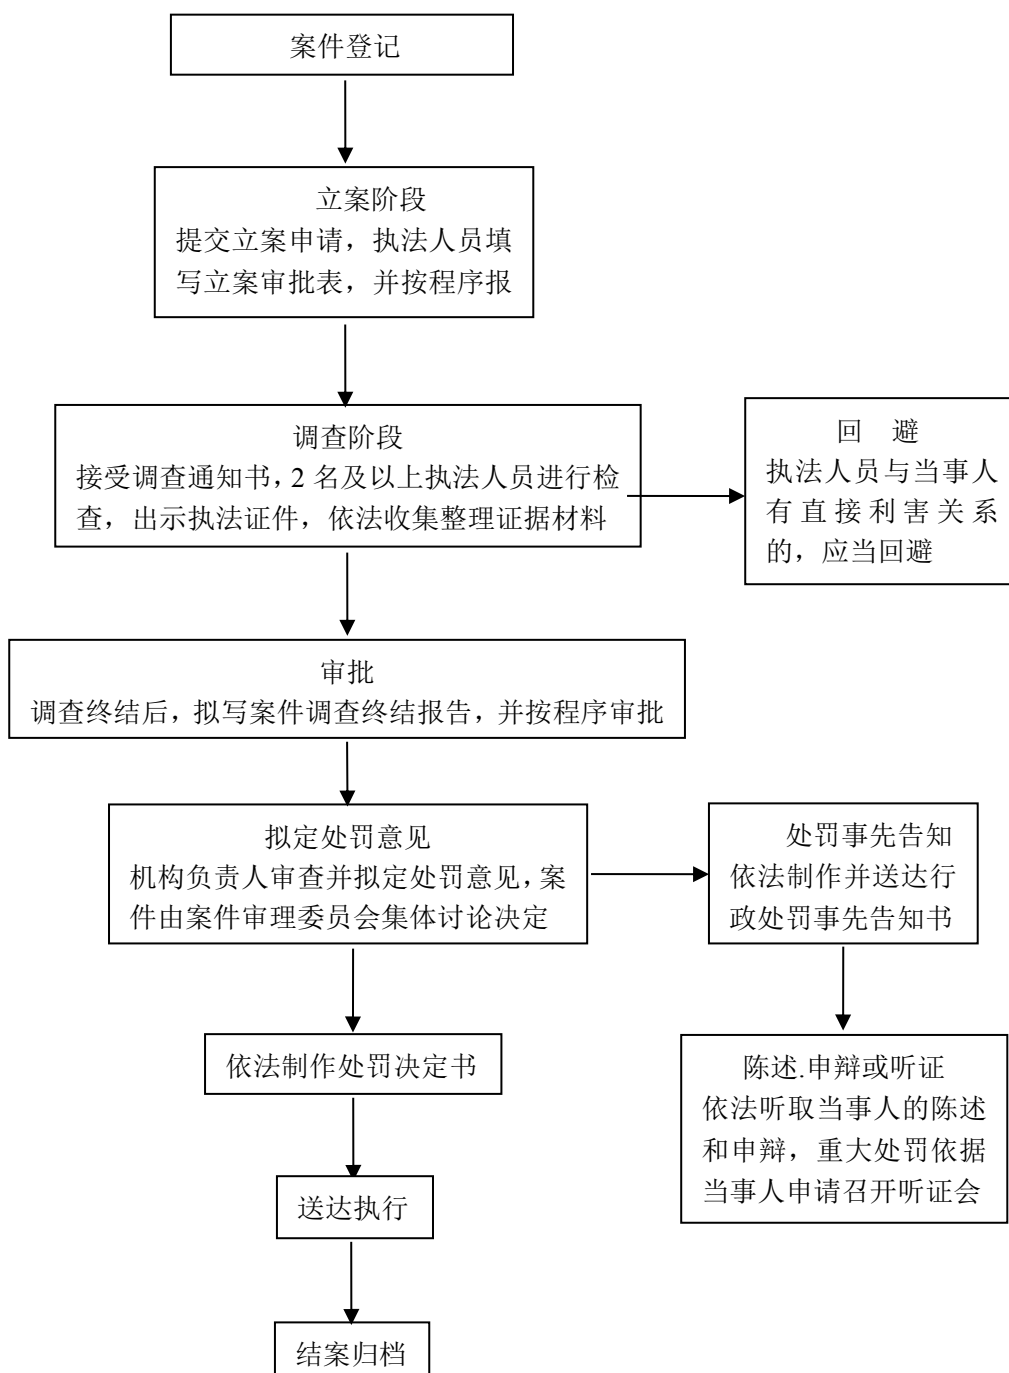 案件登记
立案阶段
提交立案申请，执法人员填
写立案审批表，并按程序报
调查阶段
接受调查通知书，2 名及以上执法人员进行检
查，出示执法证件，依法收集整理证据材料
回 避
执法人员与当事人
有直接利害关系
的，应当回避
审批
调查终结后，拟写案件调查终结报告，并按程序审批
拟定处罚意见
机构负责人审查并拟定处罚意见，案
件由案件审理委员会集体讨论决定
处罚事先告知
依法制作并送达行
政处罚事先告知书
依法制作处罚决定书
陈述.申辩或听证
依法听取当事人的陈述
和申辩，重大处罚依据
当事人申请召开听证会
送达执行
结案归档